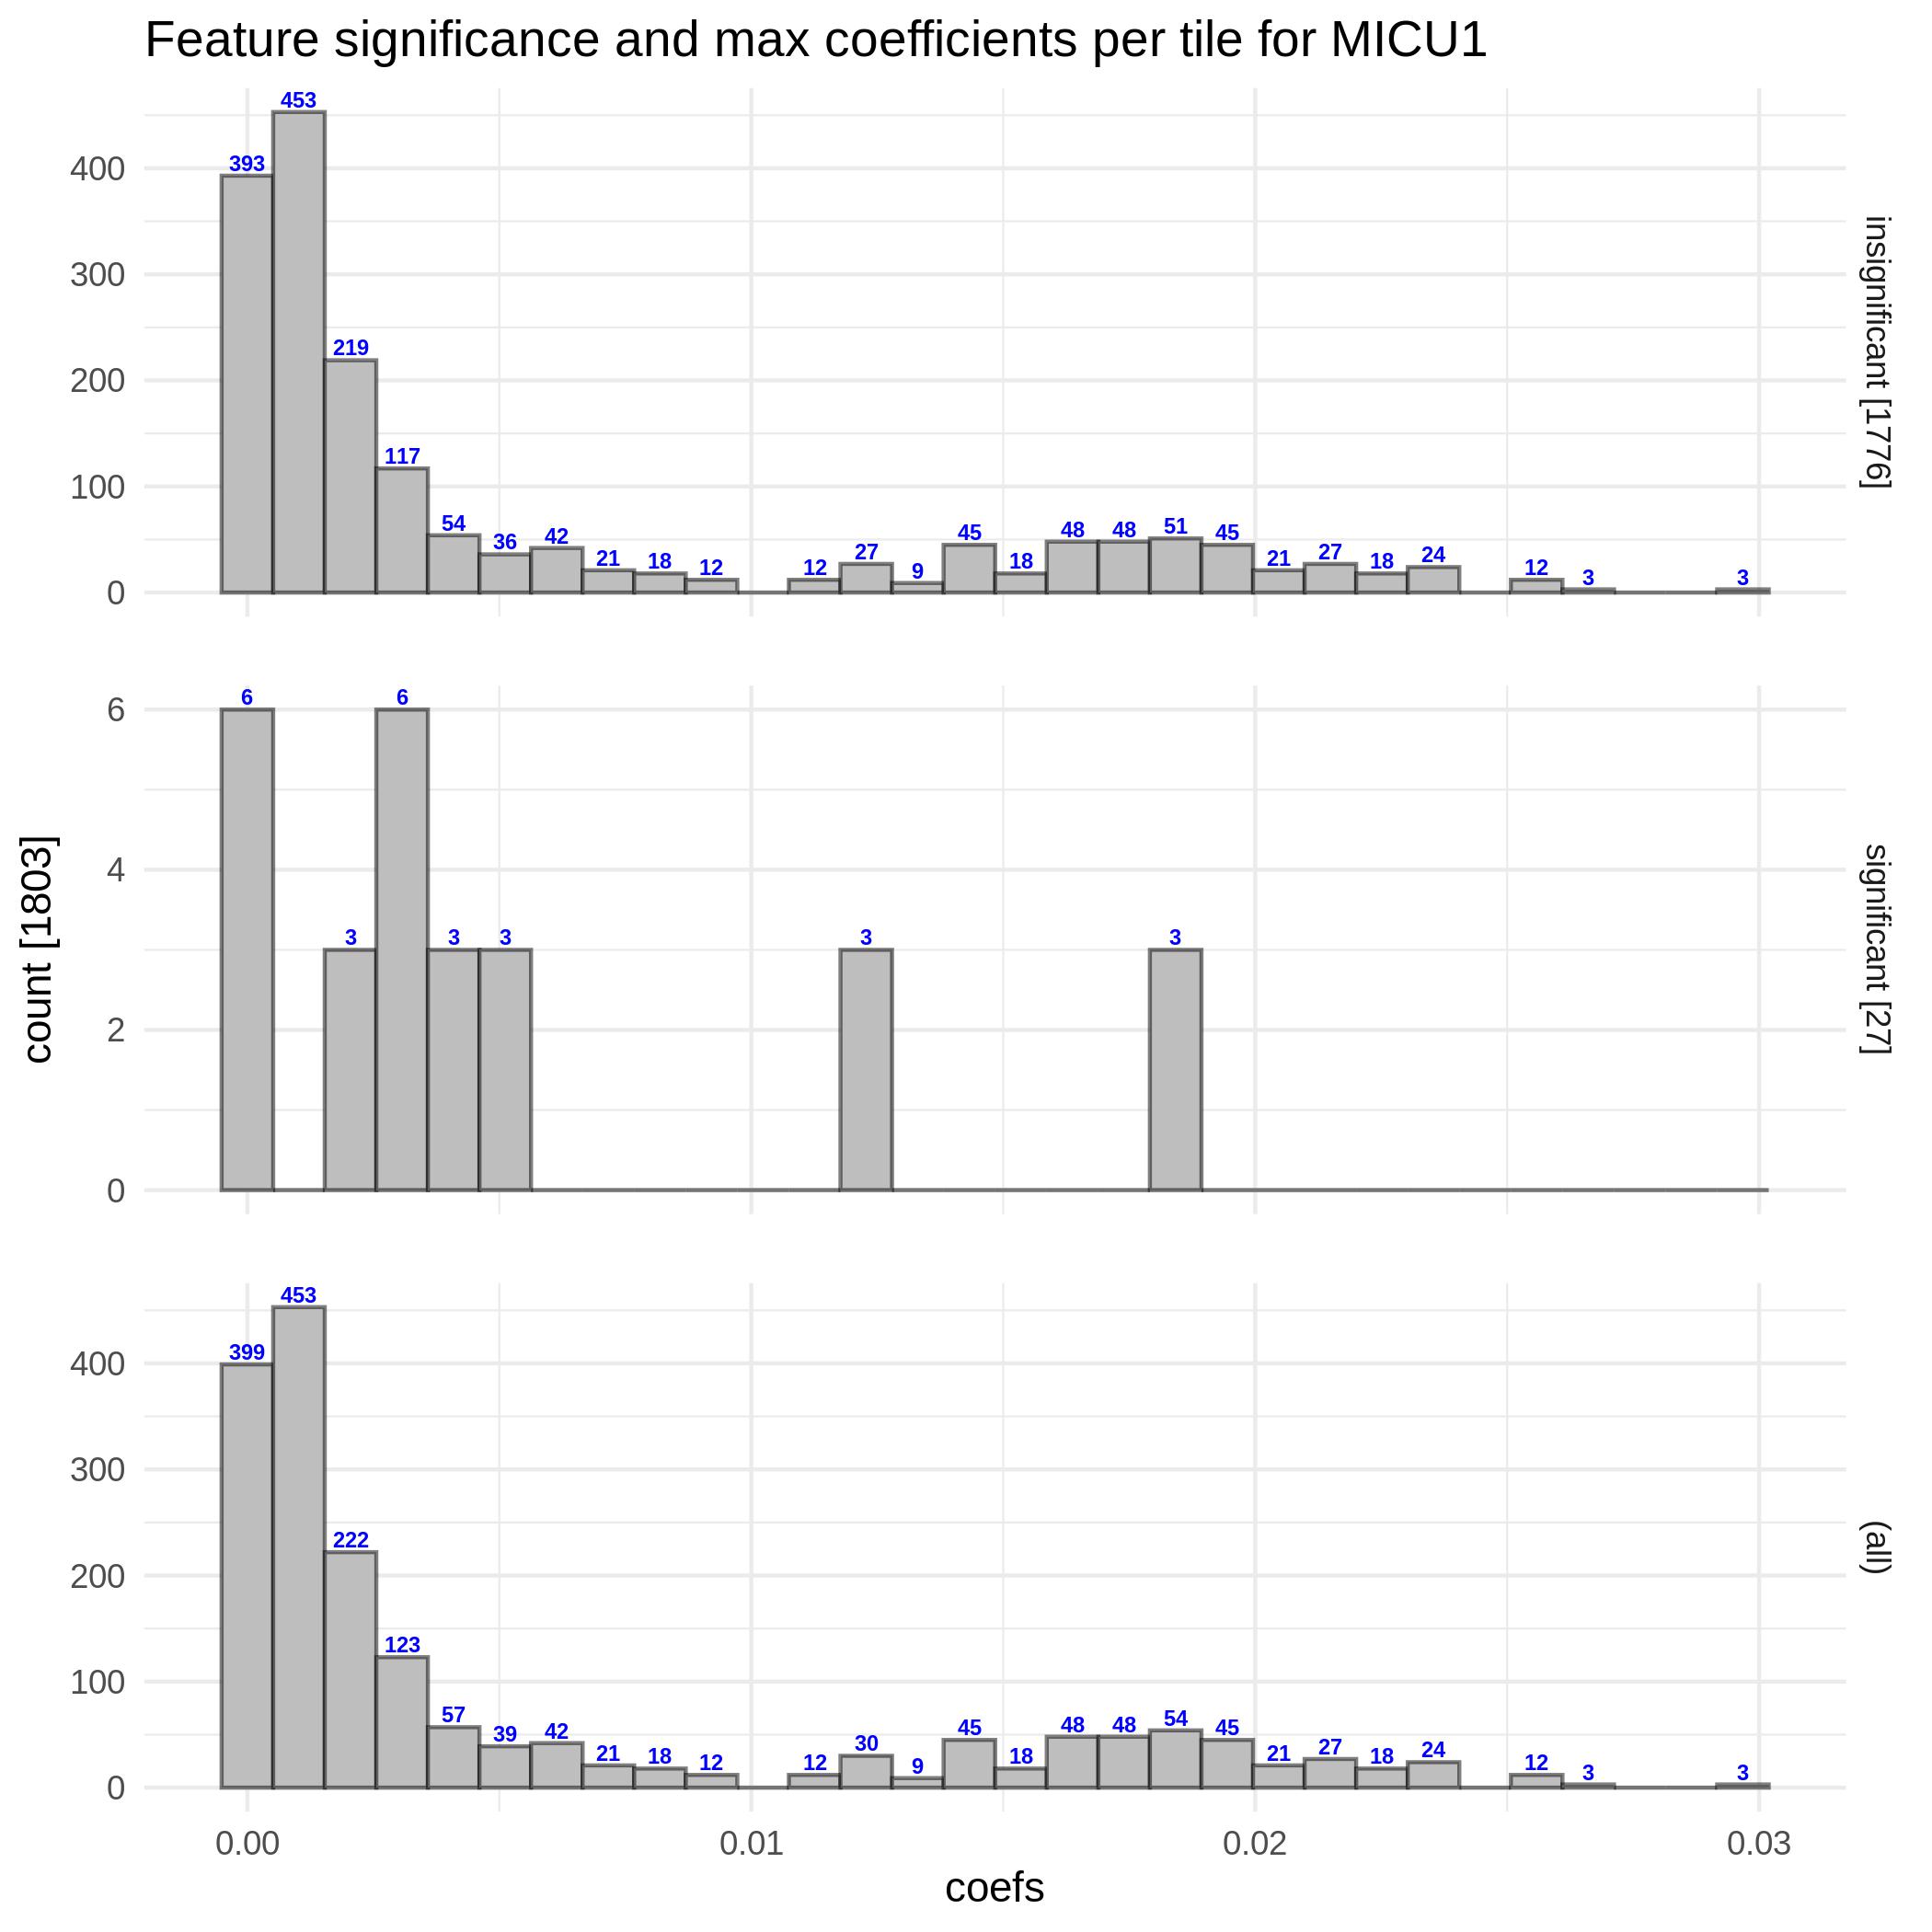 Feature significance and max coefficients per tile for MICU1
453
393
219
117
54 36 42 21 18 12 12 27 9 45 18 48 48 51 45 21 27 18 24 12 3 3
400
300
200
100
0
insignificant [1776]
6 6
3 3 3 3 3
6
4
2
0
significant [27]
count [1803]
453
399
222
123
57 39 42 21 18 12 12 30 9 45 18 48 48 54 45 21 27 18 24 12 3 3
400
300
200
100
0
(all)
0.00 0.01 0.02 0.03
coefs